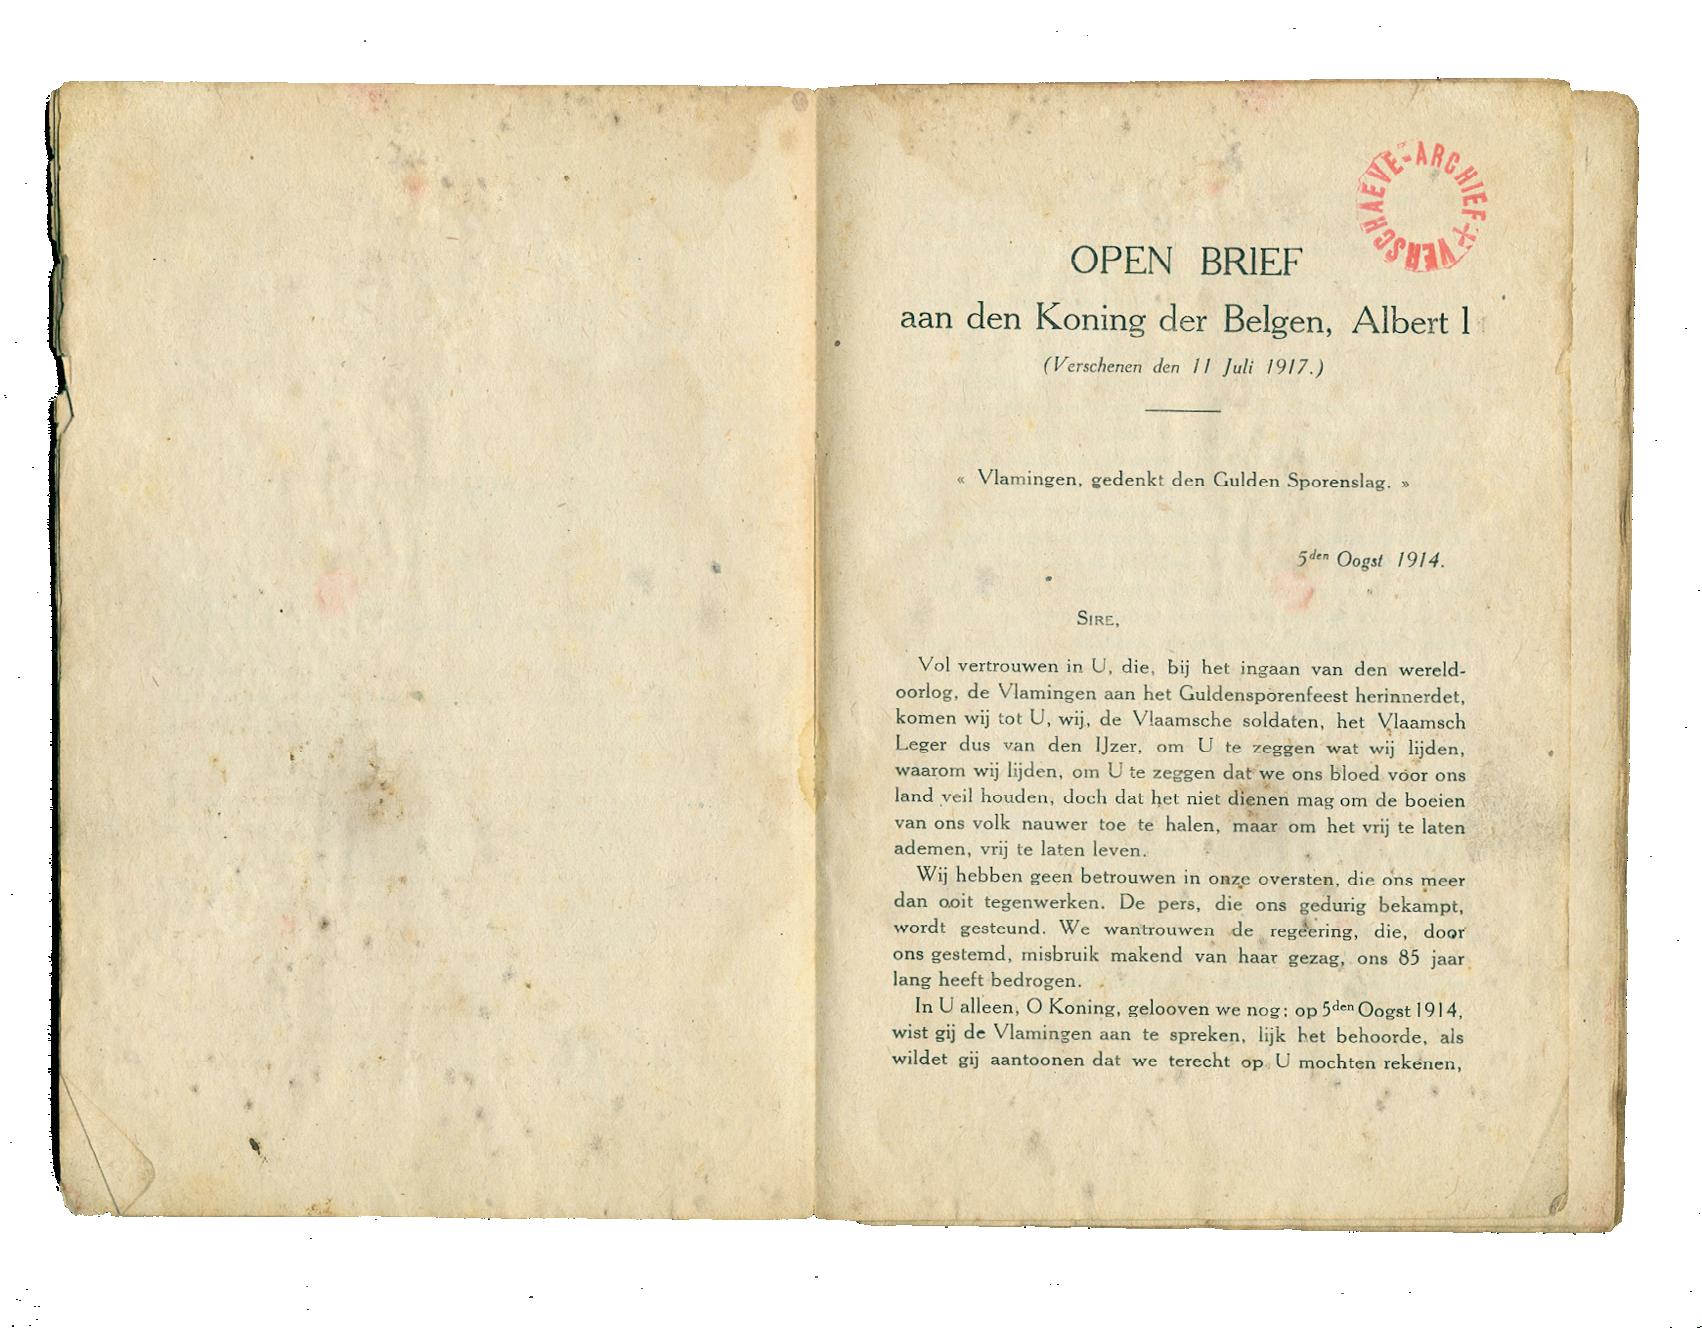 VERSCHAEVE-ARCHIEF +
OPEN BRIEF
aan den Koning der Belgen, Albert I
(Verschenen den 11 Juli 1917.)
« Vlamingen, gedenkt den Gulden Sporenslag. »
5den Oogst 1914.
SIRE,
Vol vertrouwen in U, die, bij het ingaan van den wereld-
oorlog, de Vlamingen aan het Guldensporenfeest herinnerdet,
komen wij tot U, wij, de Vlaamsche soldaten, het Vlaamsch
Leger dus van den IJzer, om U te zeggen wat wij lijden,
waarom wij lijden, om U te zeggen dat we ons bloed voor ons
land veil houden, doch dat het niet dienen mag om de boeien
van ons volk nauwer toe te halen, maar om het vrij te laten
ademen, vrij te laten leven.
Wij hebben geen betrouwen in onze oversten, die ons meer
dan ooit tegenwerken. De pers, die ons gedurig bekampt,
wordt gesteund. We wantrouwen de regeering, die, door
ons gestemd, misbruik makend van haar gezag, ons 85 jaar
lang heeft bedrogen.
In U alleen, O Koning, gelooven we nog; op 5den Oogst 1914,
wist gij de Vlamingen aan te spreken, lijk het behoorde, als
wildet gij aantoonen dat we terecht op U mochten rekenen,